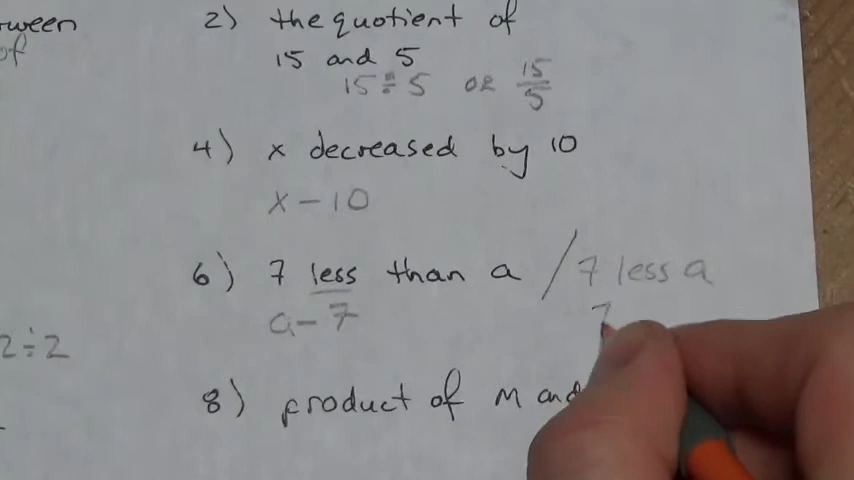 2) the quotient of
of
15 and 5
15 ÷ 5 or 15/5
4) x decreased by 10
x - 10
6) 7 less than a / 7 less a
a - 7 7
2 ÷ 2
8) product of m and